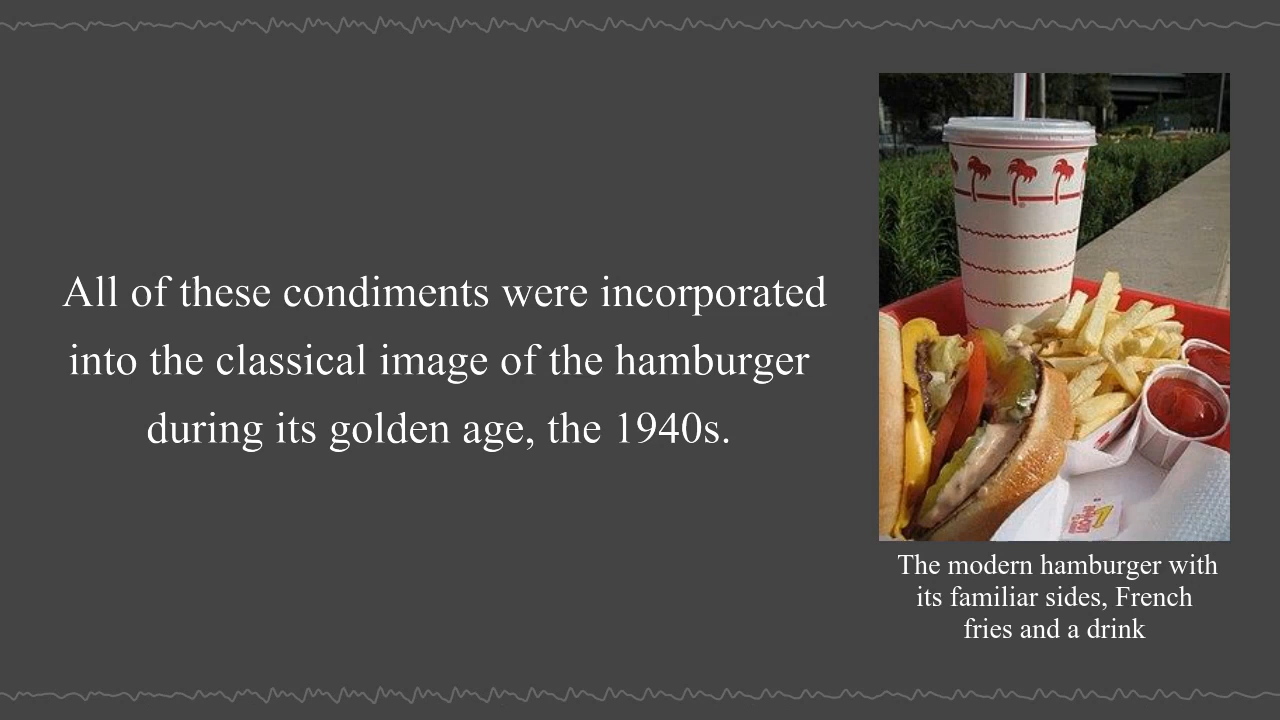 All of these condiments were incorporated
into the classical image of the hamburger
during its golden age, the 1940s.
The modern hamburger with
its familiar sides, French
fries and a drink